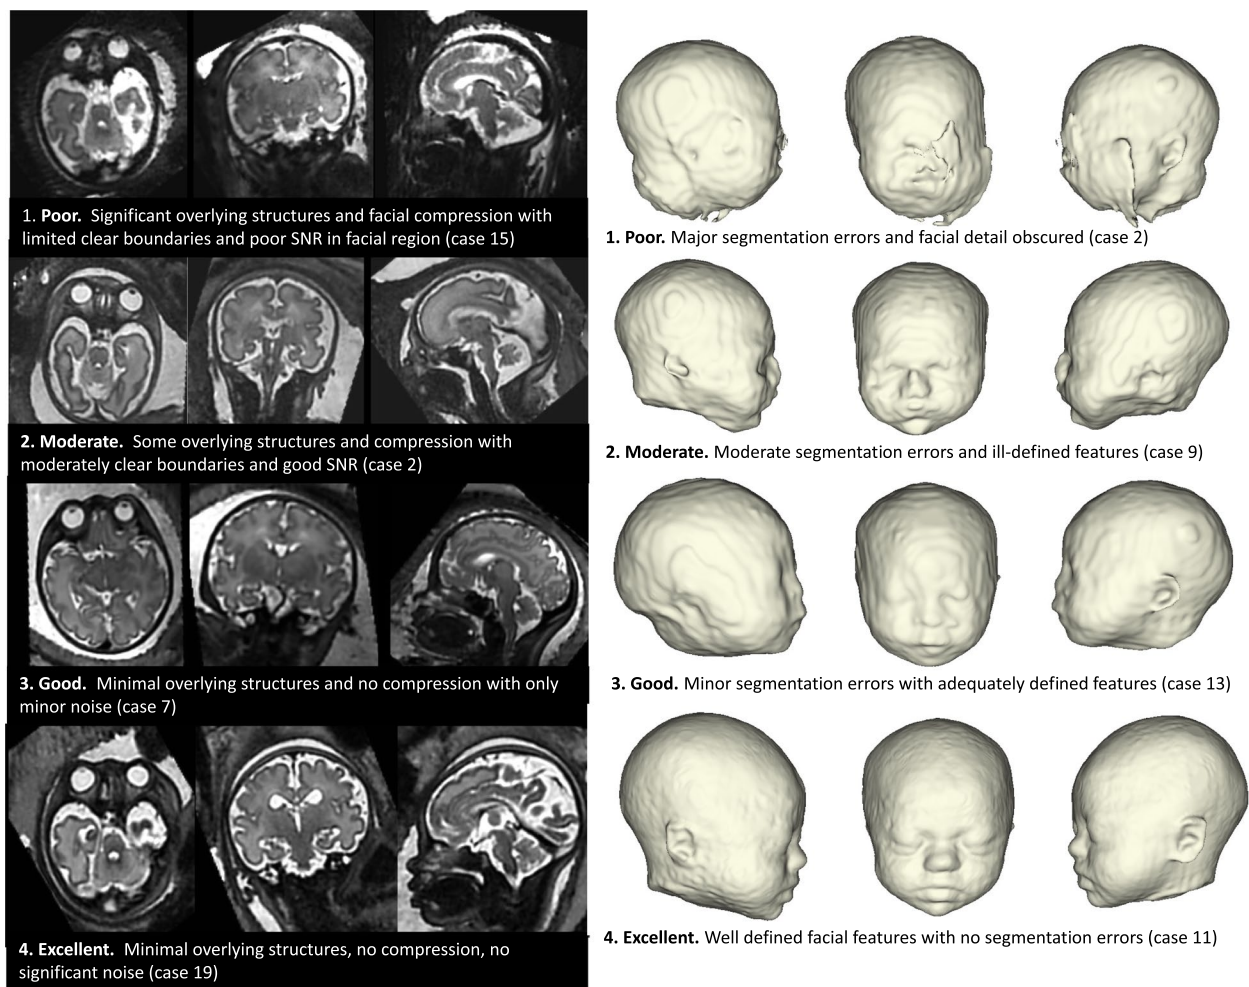 1. Poor. Significant overlying structures and facial compression with
limited clear boundaries and poor SNR in facial region (case 15)
1. Poor. Major segmentation errors and facial detail obscured (case 2)
2. Moderate. Some overlying structures and compression with
moderately clear boundaries and good SNR (case 2)
2. Moderate. Moderate segmentation errors and ill-defined features (case 9)
3. Good. Minimal overlying structures and no compression with only
minor noise (case 7)
3. Good. Minor segmentation errors with adequately defined features (case 13)
4. Excellent. Minimal overlying structures, no compression, no
significant noise (case 19)
4. Excellent. Well defined facial features with no segmentation errors (case 11)